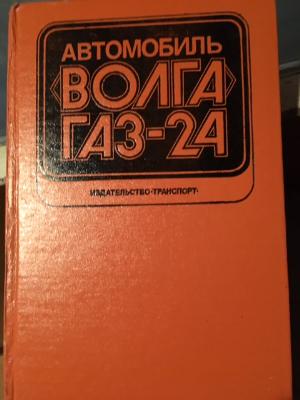 АВТОМОБИЛЬ
«ВОЛГА»
ГАЗ-24
ИЗДАТЕЛЬСТВО·ТРАНСПОРТ·